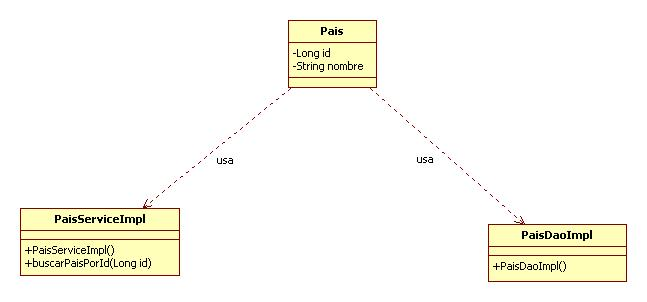 Pais
-Long id
-String nombre
usa
usa
PaisServiceImpl
+PaisServiceImpl()
+buscarPaisPorId(Long id)
PaisDaoImpl
+PaisDaoImpl()